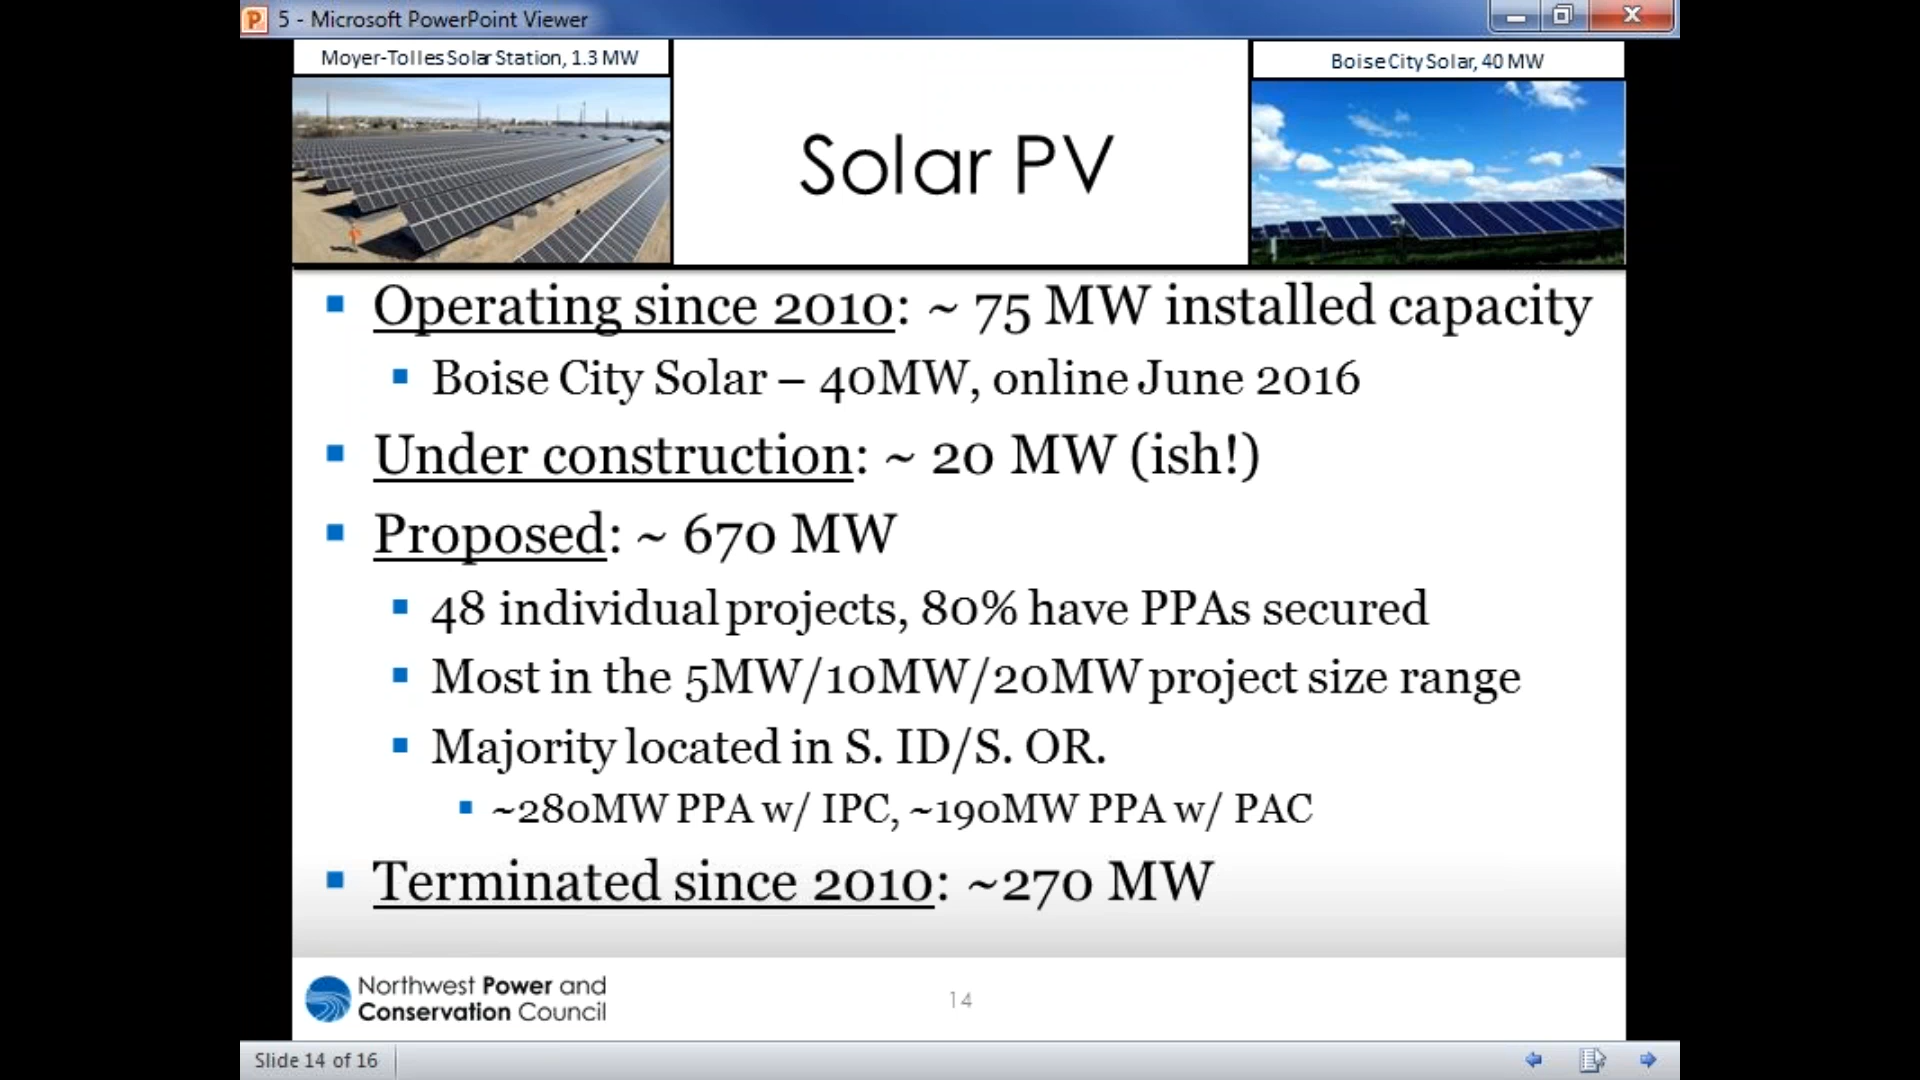 5 - Microsoft PowerPoint Viewer
Moyer-Tolles Solar Station, 1.3 MW
Boise City Solar, 40 MW
Solar PV
Operating since 2010: ~ 75 MW installed capacity
Boise City Solar – 40MW, online June 2016
Under construction: ~ 20 MW (ish!)
Proposed: ~ 670 MW
48 individual projects, 80% have PPAs secured
Most in the 5MW/10MW/20MW project size range
Majority located in S. ID/S. OR.
~280MW PPA w/ IPC, ~190MW PPA w/ PAC
Terminated since 2010: ~270 MW
Northwest Power and
Conservation Council
14
Slide 14 of 16